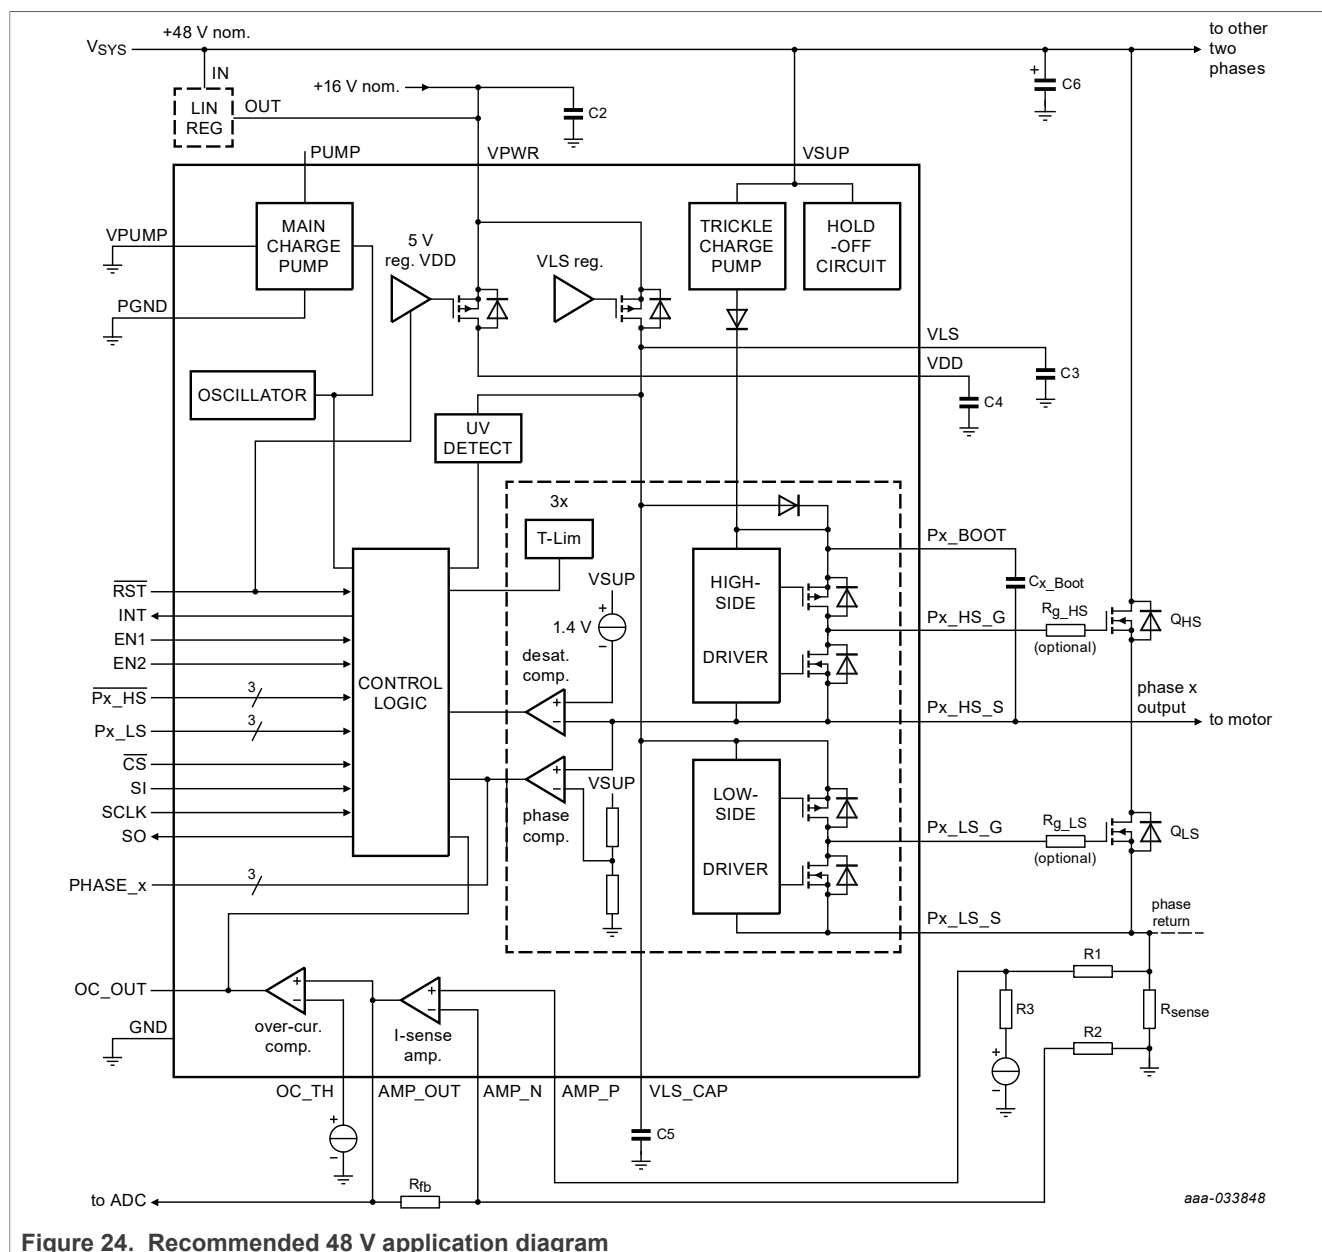 +48 V nom.
VSYS
to other
two
phases
IN
LIN
REG
OUT
+16 V nom.
C2
C6
PUMP
VPWR
VSUP
VPUMP
MAIN
CHARGE
PUMP
5 V
reg. VDD
VLS reg.
TRICKLE
CHARGE
PUMP
HOLD
-OFF
CIRCUIT
PGND
VLS
VDD
C3
C4
OSCILLATOR
UV
DETECT
3x
T-Lim
Px_BOOT
RST
INT
EN1
EN2
Px_HS
3
Px_LS
3
CS
SI
SCLK
SO
PHASE_x
3
CONTROL
LOGIC
VSUP
+
1.4 V
−
desat.
comp.
+
−
HIGH-
SIDE
DRIVER
Cx_Boot
Px_HS_G
Rg_HS
(optional)
QHS
Px_HS_S
phase x
output
to motor
+
−
phase
comp.
VSUP
LOW-
SIDE
DRIVER
Px_LS_G
Rg_LS
(optional)
QLS
Px_LS_S
phase
return
OC_OUT
GND
+
−
over-cur.
comp.
+
−
I-sense
amp.
R1
R3
Rsense
R2
+
−
OC_TH
AMP_OUT
AMP_N
AMP_P
VLS_CAP
+
−
C5
to ADC
Rfb
aaa-033848
Figure 24. Recommended 48 V application diagram